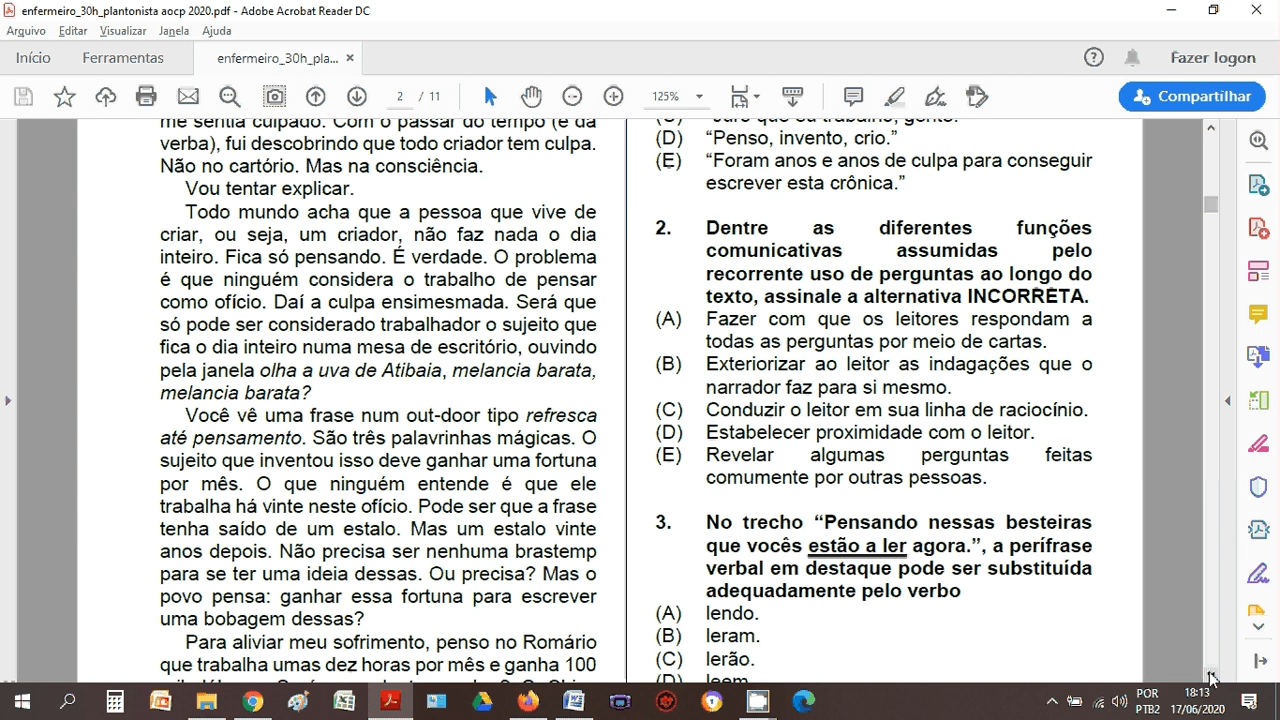 enfermeiro_30h_plantonista aocp 2020.pdf - Adobe Acrobat Reader DC
Arquivo Editar Visualizar Janela Ajuda
Início Ferramentas enfermeiro_30h_pla... × Fazer logon
2 / 11 125% Compartilhar
me sentia culpado. Com o passar do tempo (e da
verba), fui descobrindo que todo criador tem culpa.
Não no cartório. Mas na consciência.
Vou tentar explicar.
Todo mundo acha que a pessoa que vive de
criar, ou seja, um criador, não faz nada o dia
inteiro. Fica só pensando. É verdade. O problema
é que ninguém considera o trabalho de pensar
como ofício. Daí a culpa ensimesmada. Será que
só pode ser considerado trabalhador o sujeito que
fica o dia inteiro numa mesa de escritório, ouvindo
pela janela olha a uva de Atibaia, melancia barata,
melancia barata?
Você vê uma frase num out-door tipo refresca
até pensamento. São três palavrinhas mágicas. O
sujeito que inventou isso deve ganhar uma fortuna
por mês. O que ninguém entende é que ele
trabalha há vinte neste ofício. Pode ser que a frase
tenha saído de um estalo. Mas um estalo vinte
anos depois. Não precisa ser nenhuma brastemp
para se ter uma ideia dessas. Ou precisa? Mas o
povo pensa: ganhar essa fortuna para escrever
uma bobagem dessas?
Para aliviar meu sofrimento, penso no Romário
que trabalha umas dez horas por mês e ganha 100
(C) "Juro que eu trabalho, gente."
(D) “Penso, invento, crio.”
(E) “Foram anos e anos de culpa para conseguir
escrever esta crônica.”
2. Dentre as diferentes funções
comunicativas assumidas pelo
recorrente uso de perguntas ao longo do
texto, assinale a alternativa INCORRETA.
(A) Fazer com que os leitores respondam a
todas as perguntas por meio de cartas.
(B) Exteriorizar ao leitor as indagações que o
narrador faz para si mesmo.
(C) Conduzir o leitor em sua linha de raciocínio.
(D) Estabelecer proximidade com o leitor.
(E) Revelar algumas perguntas feitas
comumente por outras pessoas.
3. No trecho “Pensando nessas besteiras
que vocês estão a ler agora.”, a perífrase
verbal em destaque pode ser substituída
adequadamente pelo verbo
(A) lendo.
(B) leram.
(C) lerão.
(D) leem.
POR 18:13
PTB2 17/06/2020